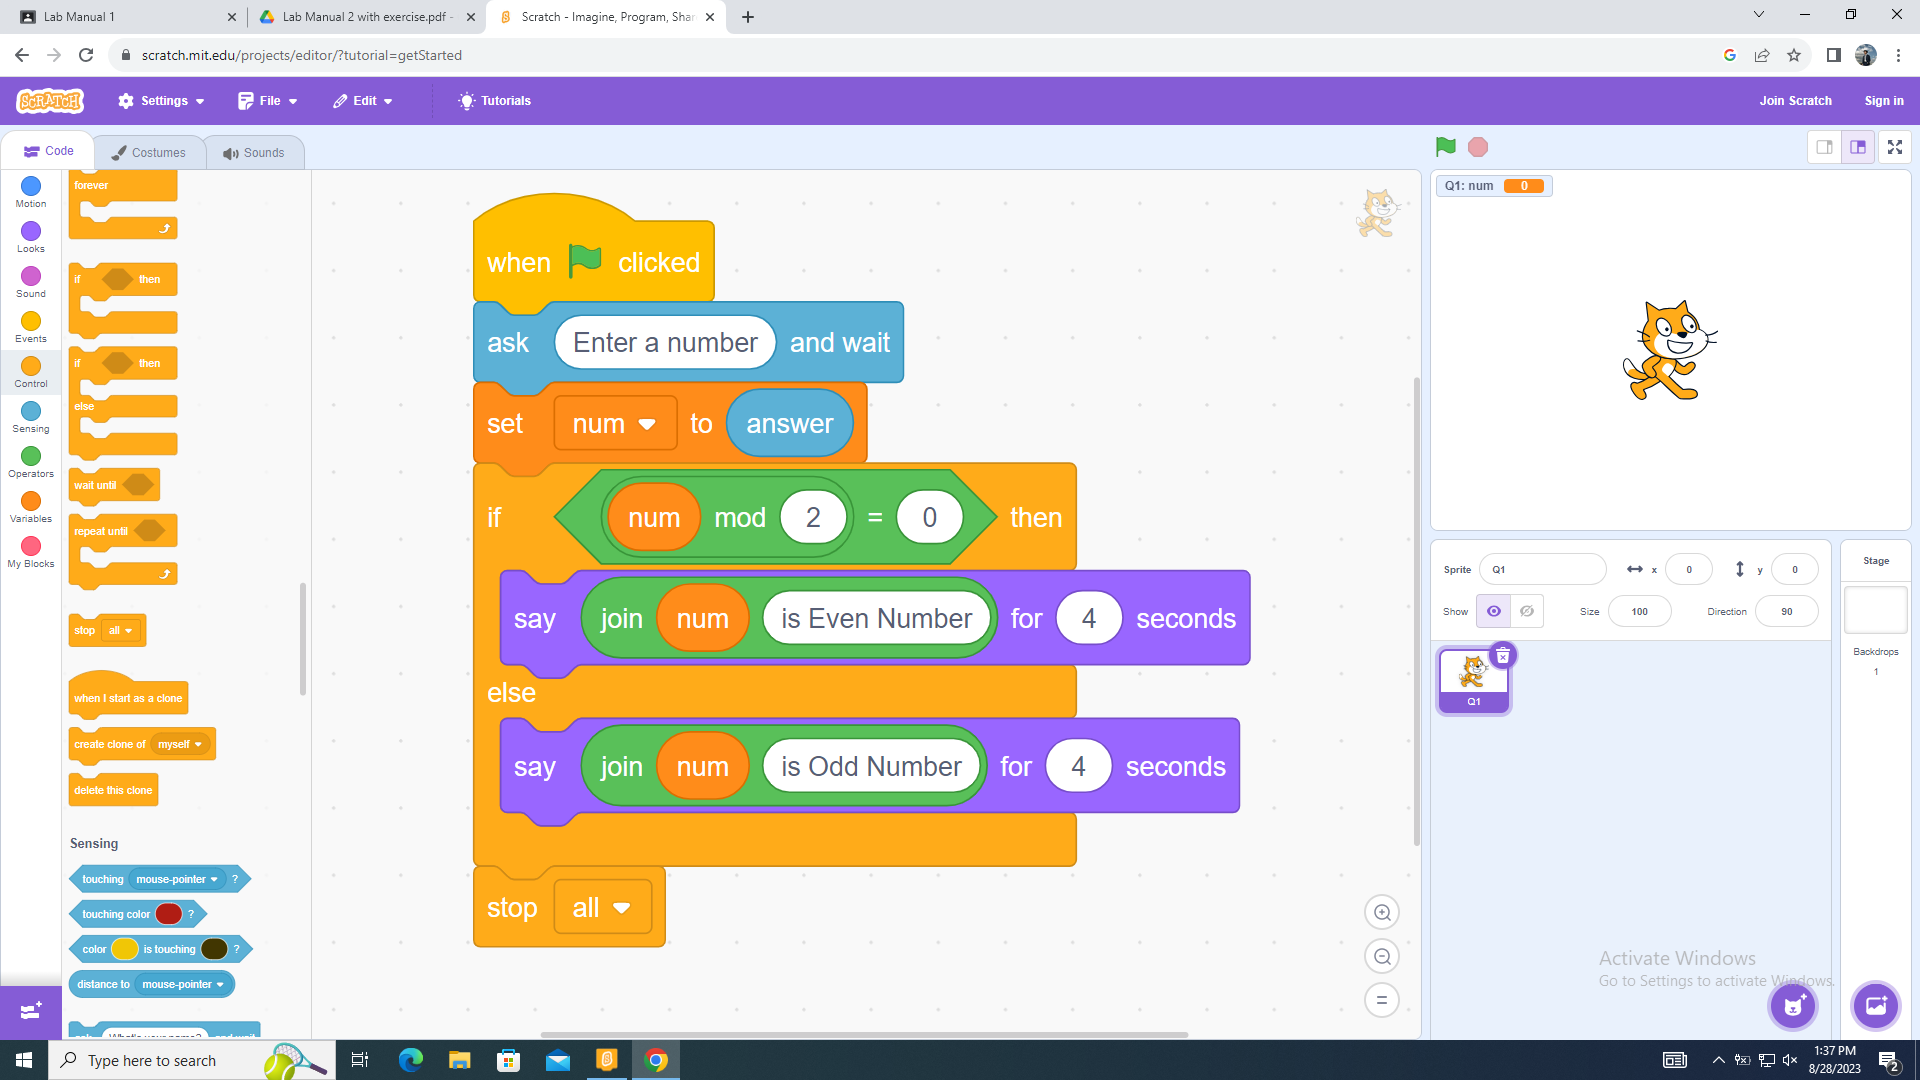 Lab Manual 1
Lab Manual 2 with exercise.pdf -
Scratch - Imagine, Program, Shar
scratch.mit.edu/projects/editor/?tutorial=getStarted
SCRATCH
Settings
File
Edit
Tutorials
Join Scratch
Sign in
Code
Costumes
Sounds
Motion
Looks
Sound
Events
Control
Sensing
Operators
Variables
My Blocks
forever
if then
if then
else
wait until
repeat until
stop all
when I start as a clone
create clone of myself
delete this clone
Sensing
touching mouse-pointer ?
touching color ?
color is touching ?
distance to mouse-pointer
when clicked
ask Enter a number and wait
set num to answer
if num mod 2 = 0 then
say join num is Even Number for 4 seconds
else
say join num is Odd Number for 4 seconds
stop all
Q1: num 0
Sprite Q1 x 0 y 0
Show Size 100 Direction 90
Q1
Stage
Backdrops
1
Activate Windows
Go to Settings to activate Windows.
Type here to search
1:37 PM
8/28/2023
2